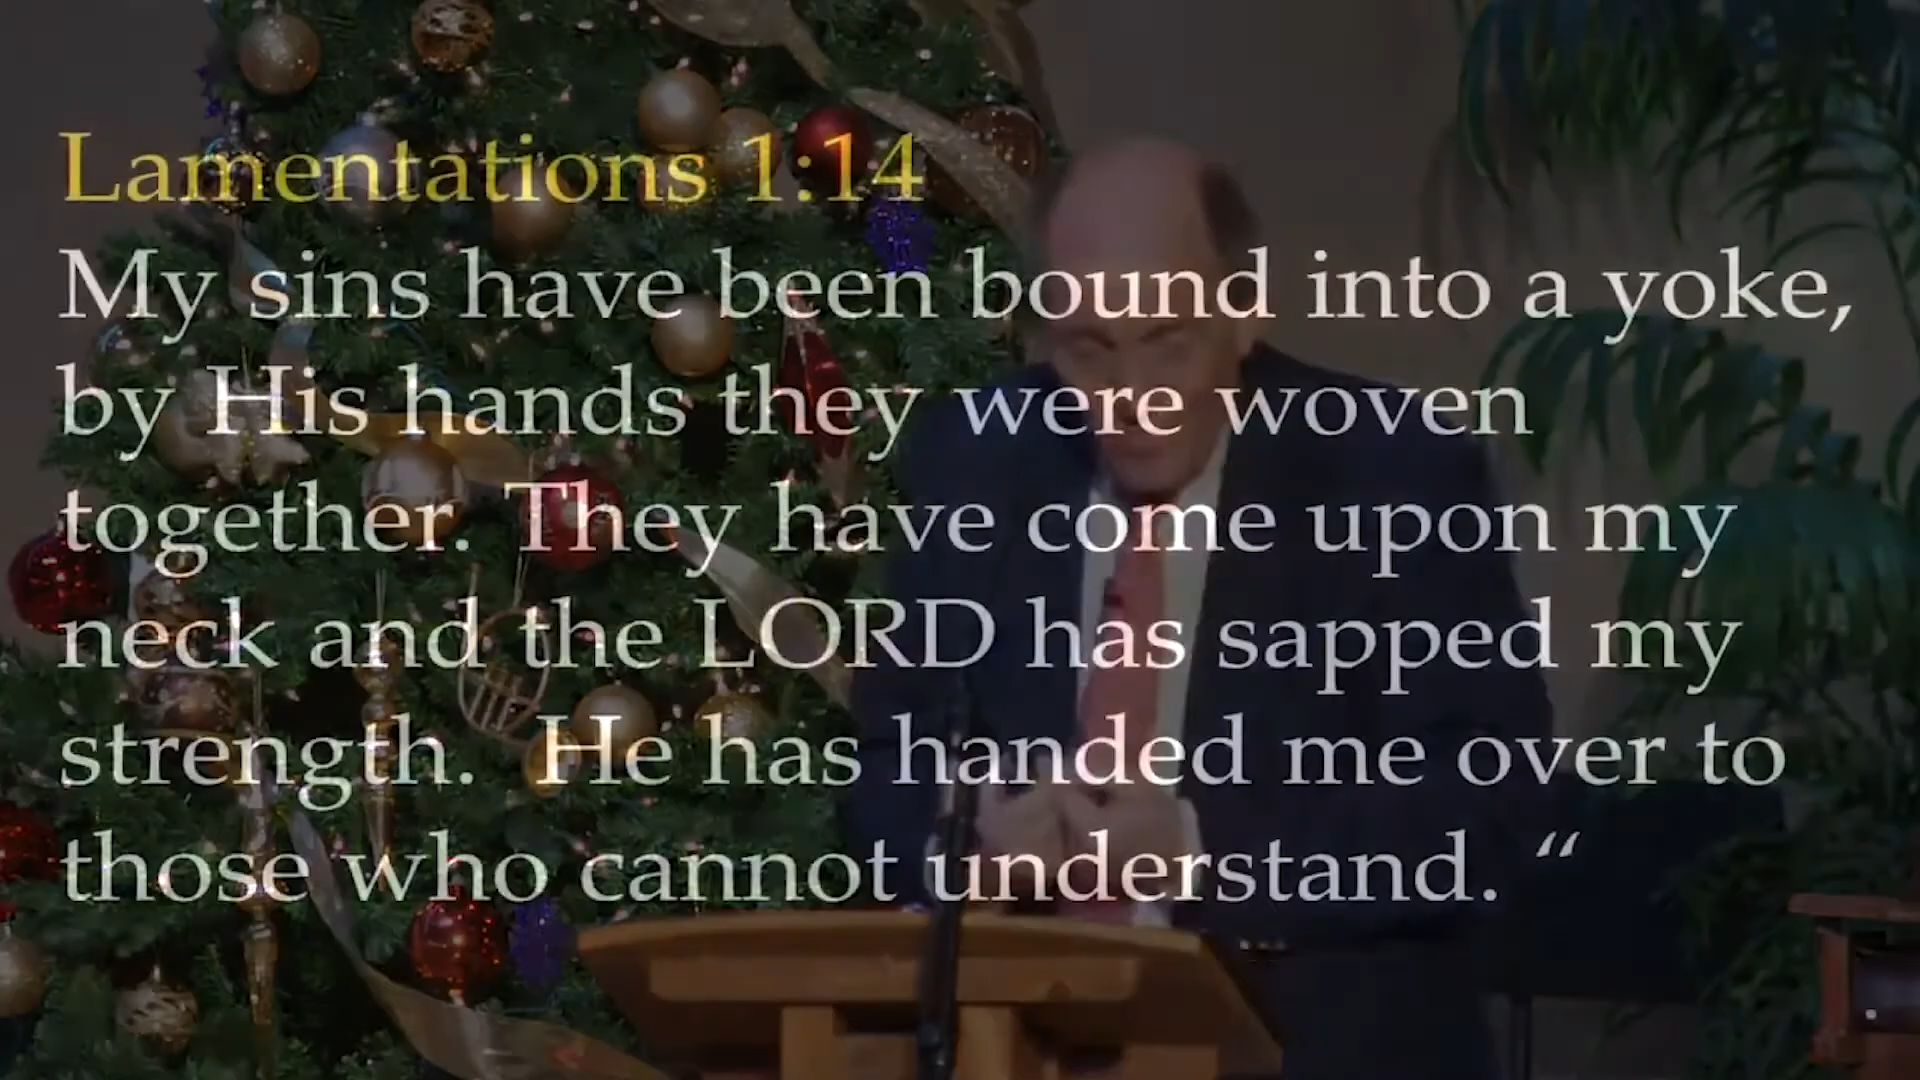 Lamentations 1:14
My sins have been bound into a yoke,
by His hands they were woven
together. They have come upon my
neck and the LORD has sapped my
strength.  He has handed me over to
those who cannot understand. “